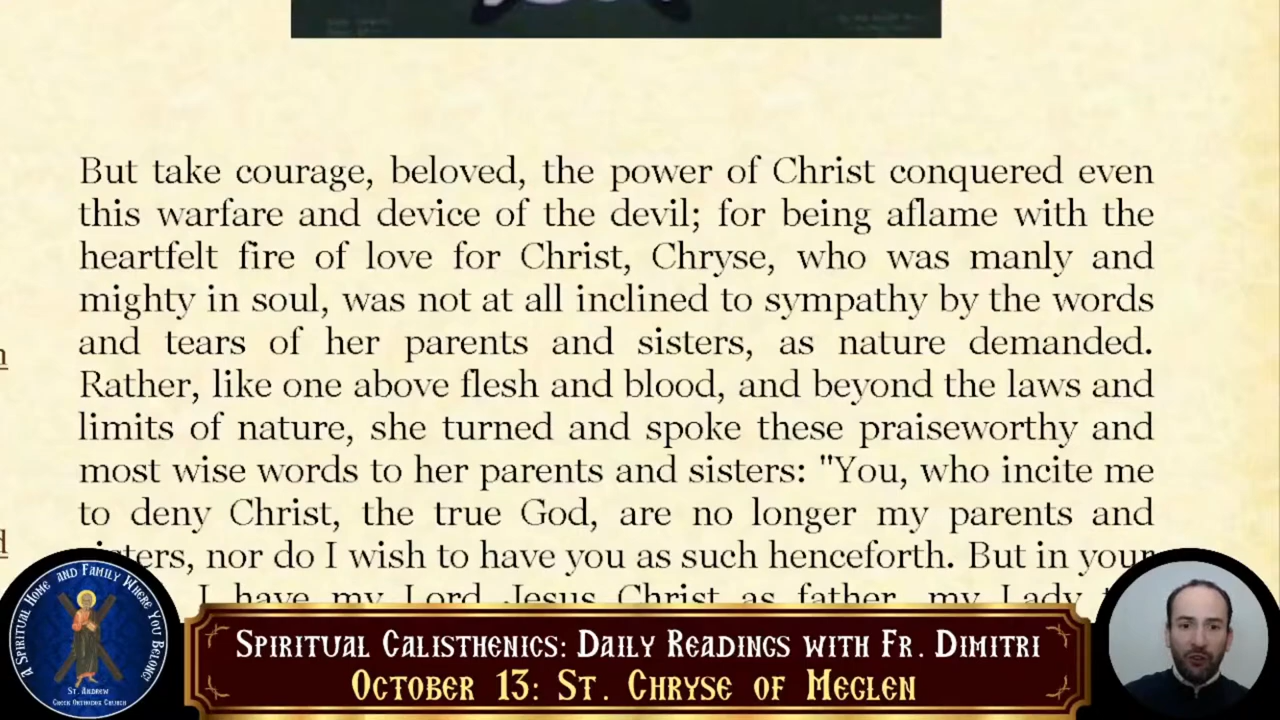 But take courage, beloved, the power of Christ conquered even
this warfare and device of the devil; for being aflame with the
heartfelt fire of love for Christ, Chryse, who was manly and
mighty in soul, was not at all inclined to sympathy by the words
and tears of her parents and sisters, as nature demanded.
Rather, like one above flesh and blood, and beyond the laws and
limits of nature, she turned and spoke these praiseworthy and
most wise words to her parents and sisters: "You, who incite me
to deny Christ, the true God, are no longer my parents and
sisters, nor do I wish to have you as such henceforth. But in your
I have my Lord Jesus Christ as father, my Lady
A Spiritual Home and Family Where You Belong!
St. Andrew
Greek Orthodox Church
Spiritual Calisthenics: Daily Readings with Fr. Dimitri
October 13: St. Chryse of Meglen